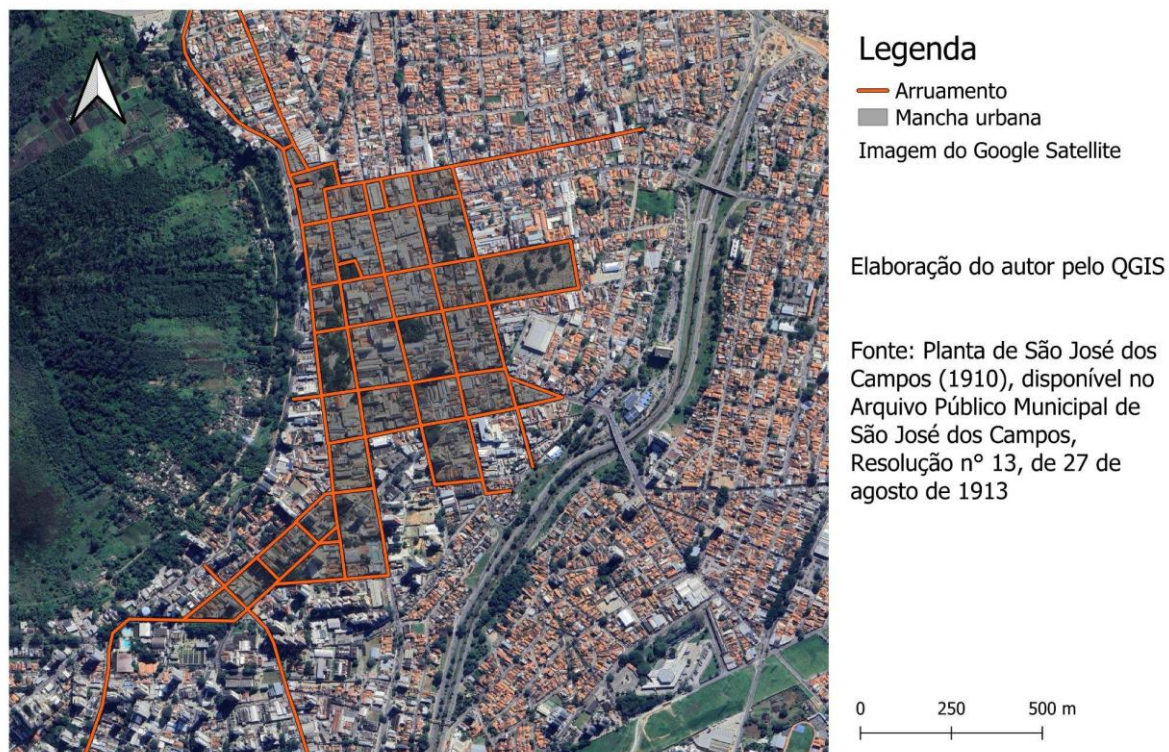 Legenda
Arruamento
Mancha urbana
Imagem do Google Satellite
Elaboração do autor pelo QGIS
Fonte: Planta de São José dos
Campos (1910), disponível no
Arquivo Público Municipal de
São José dos Campos,
Resolução n° 13, de 27 de
agosto de 1913
0 250 500 m